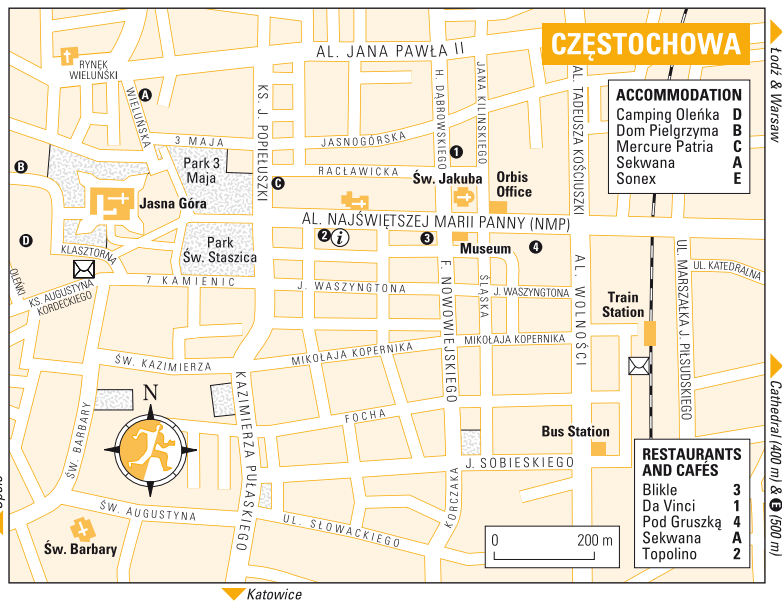 CZĘSTOCHOWA
ACCOMMODATION
Camping Oleńka D
Dom Pielgrzyma B
Mercure Patria C
Sekwana A
Sonex E
Łodź & Warsaw
AL. JANA PAWŁA II
RYNEK
WIELUŃSKI
A
WIELUŃSKA
KS. J. POPIEŁUSZKI
H. DĄBROWSKIEGO
JANA KILINSKIEGO
AL. TADEUSZA KOŚCIUSZKI
3 MAJA
JASNOGÓRSKA
1
Park 3
Maja
RACŁAWICKA
B
C
Św. Jakuba
Orbis
Office
Jasna Góra
AL. NAJŚWIĘTSZEJ MARII PANNY (NMP)
D
KLASZTORNA
Park
Św. Staszica
2 i
3
Museum
4
OLEŃKI
KS. AUGUSTYNA
KORDECKIEGO
7 KAMIENIC
J. WASZYNGTONA
F. NOWOWIEJSKIEGO
ŚLĄSKA
J. WASZYNGTONA
AL. WOLNOŚCI
UL. MARSZAŁKA J. PIŁSUDSKIEGO
UL. KATEDRALNA
Train
Station
ŚW. KAZIMIERZA
MIKOŁAJA KOPERNIKA
MIKOŁAJA KOPERNIKA
N
KAZIMIERZA PUŁASKIEGO
FOCHA
ŚW. BARBARY
Bus Station
J. SOBIESKIEGO
KORCZAKA
ŚW. AUGUSTYNA
UL. SŁOWACKIEGO
Św. Barbary
0 200 m
RESTAURANTS
AND CAFÉS
Blikle 3
Da Vinci 1
Pod Gruszką 4
Sekwana A
Topolino 2
Cathedral (400 m) & E (500 m)
Katowice